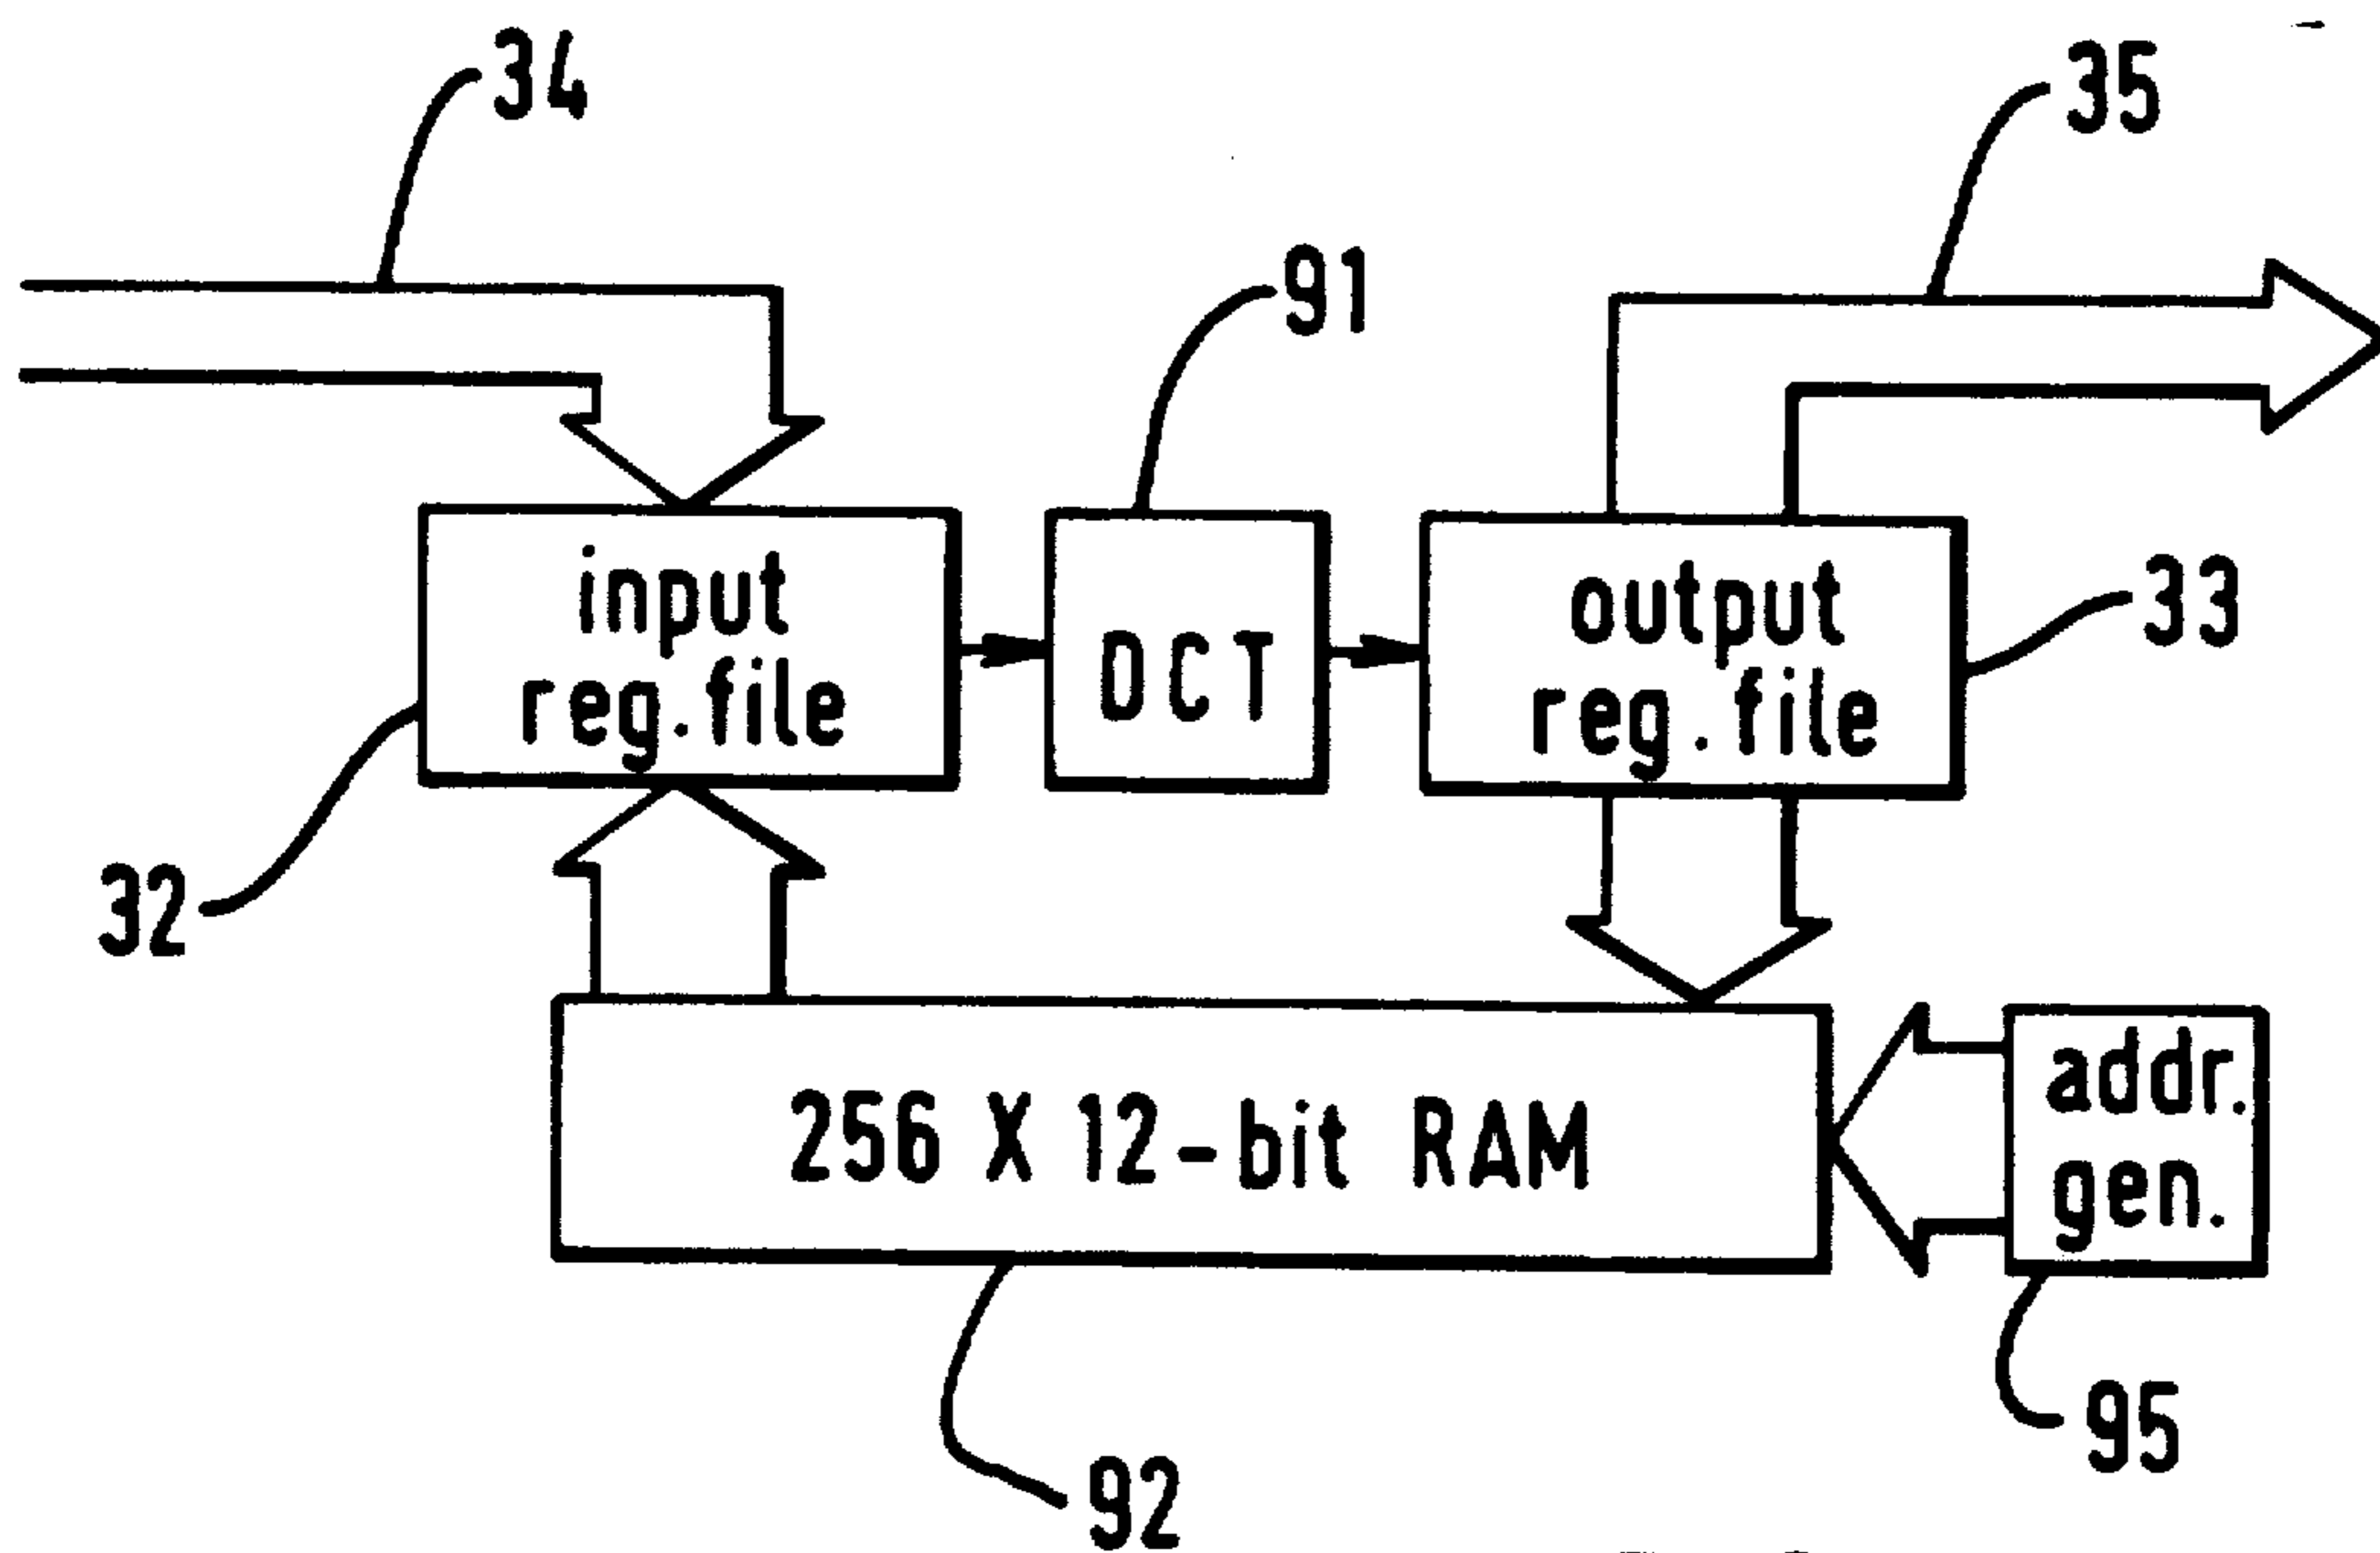 34
35
91
input
reg.file
DCT
output
reg.file
33
32
256 X 12-bit RAM
addr.
gen.
95
92